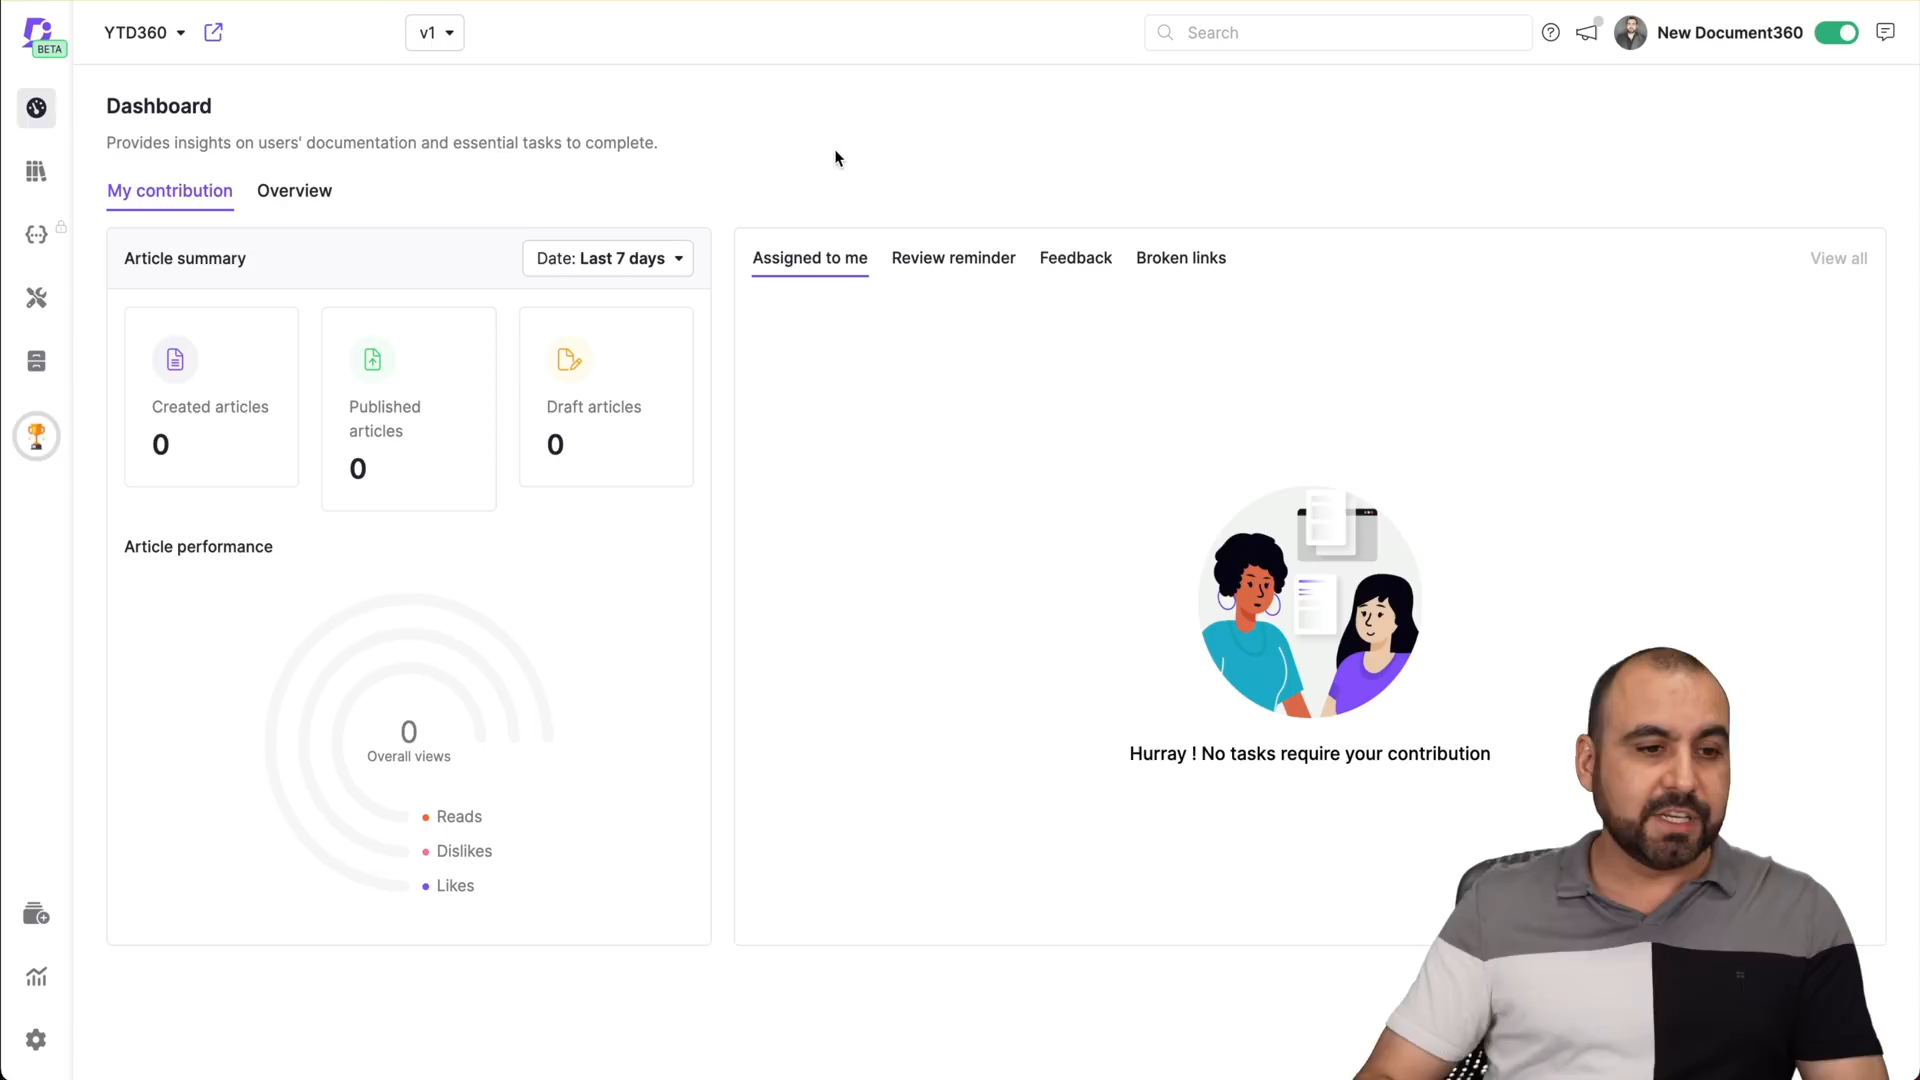 BETA
YTD360
v1
Search
New Document360
Dashboard
Provides insights on users' documentation and essential tasks to complete.
My contribution
Overview
Article summary
Date: Last 7 days
Created articles
0
Published
articles
0
Draft articles
0
Article performance
0
Overall views
Reads
Dislikes
Likes
Assigned to me
Review reminder
Feedback
Broken links
View all
Hurray ! No tasks require your contribution